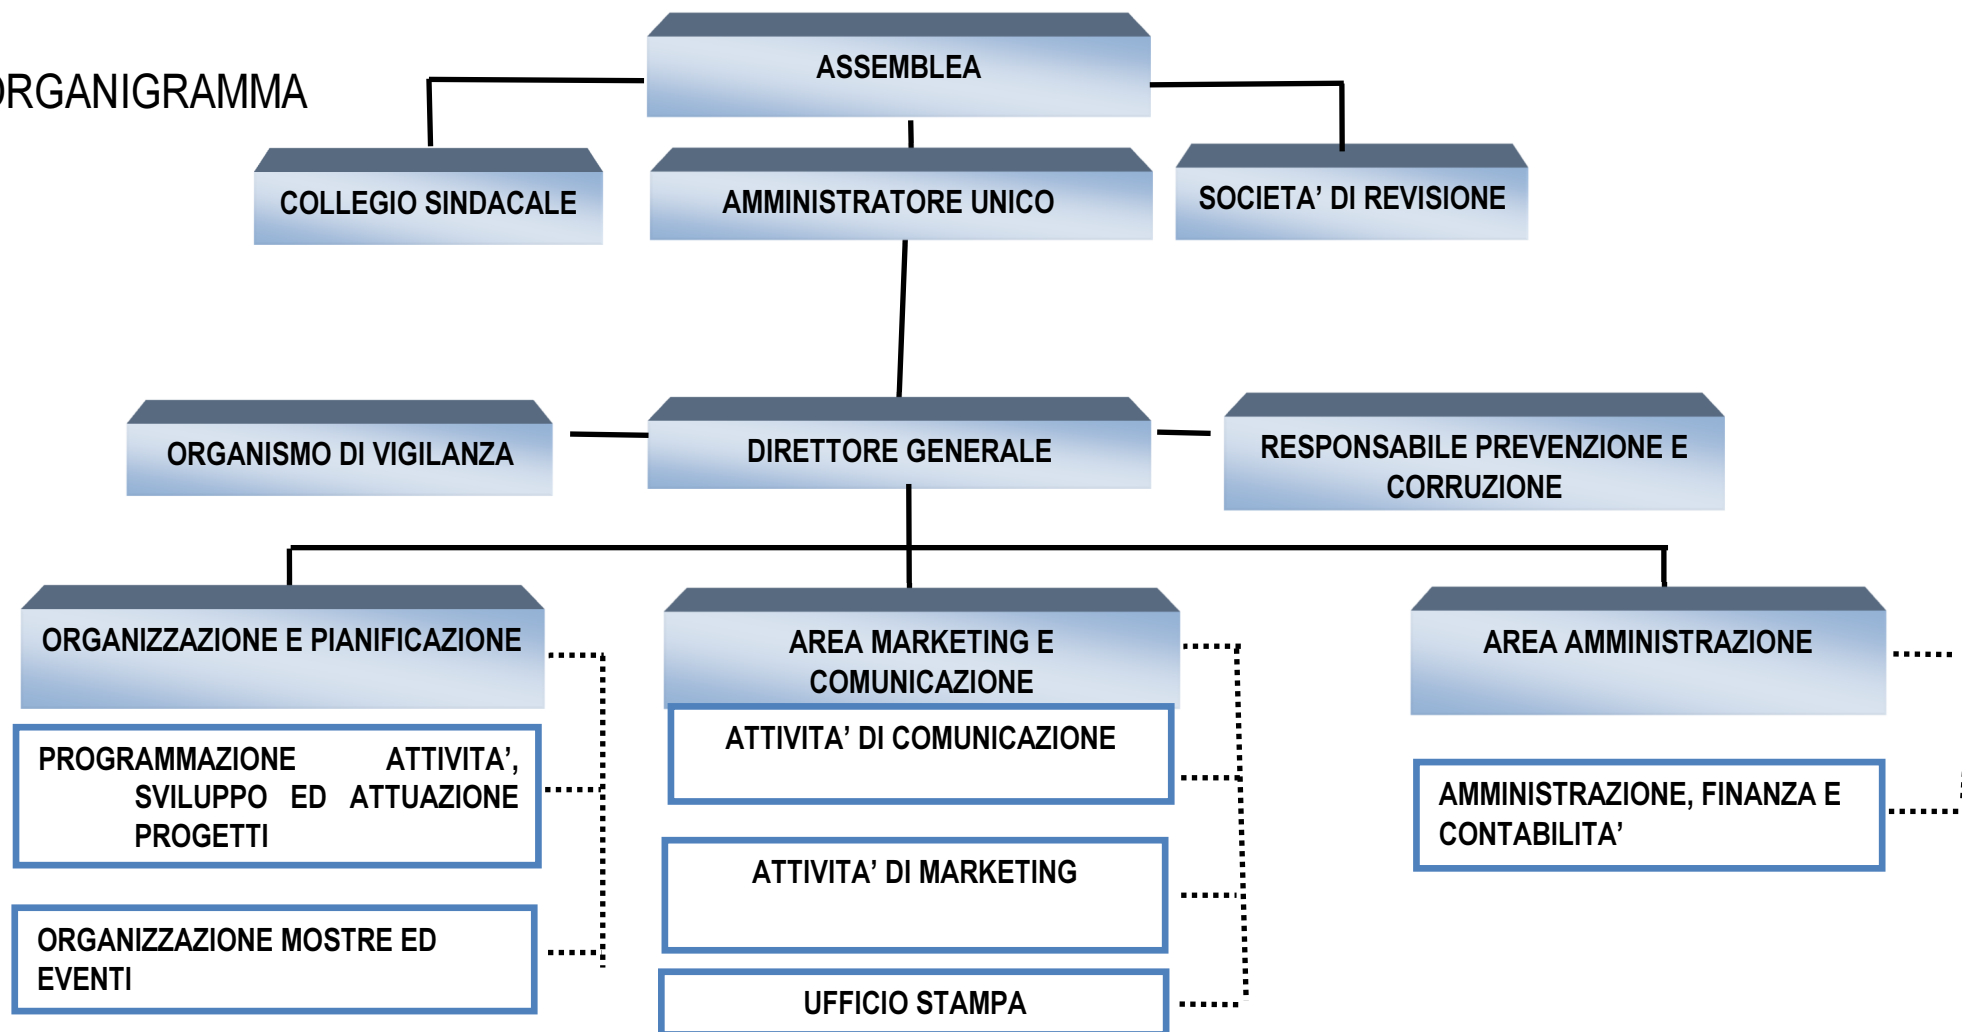 ORGANIGRAMMA
ASSEMBLEA
COLLEGIO SINDACALE
AMMINISTRATORE UNICO
SOCIETA’ DI REVISIONE
ORGANISMO DI VIGILANZA
DIRETTORE GENERALE
RESPONSABILE PREVENZIONE E
CORRUZIONE
ORGANIZZAZIONE E PIANIFICAZIONE
PROGRAMMAZIONE ATTIVITA’,
SVILUPPO ED ATTUAZIONE
PROGETTI
ORGANIZZAZIONE MOSTRE ED
EVENTI
AREA MARKETING E
COMUNICAZIONE
ATTIVITA’ DI COMUNICAZIONE
ATTIVITA’ DI MARKETING
UFFICIO STAMPA
AREA AMMINISTRAZIONE
AMMINISTRAZIONE, FINANZA E
CONTABILITA’